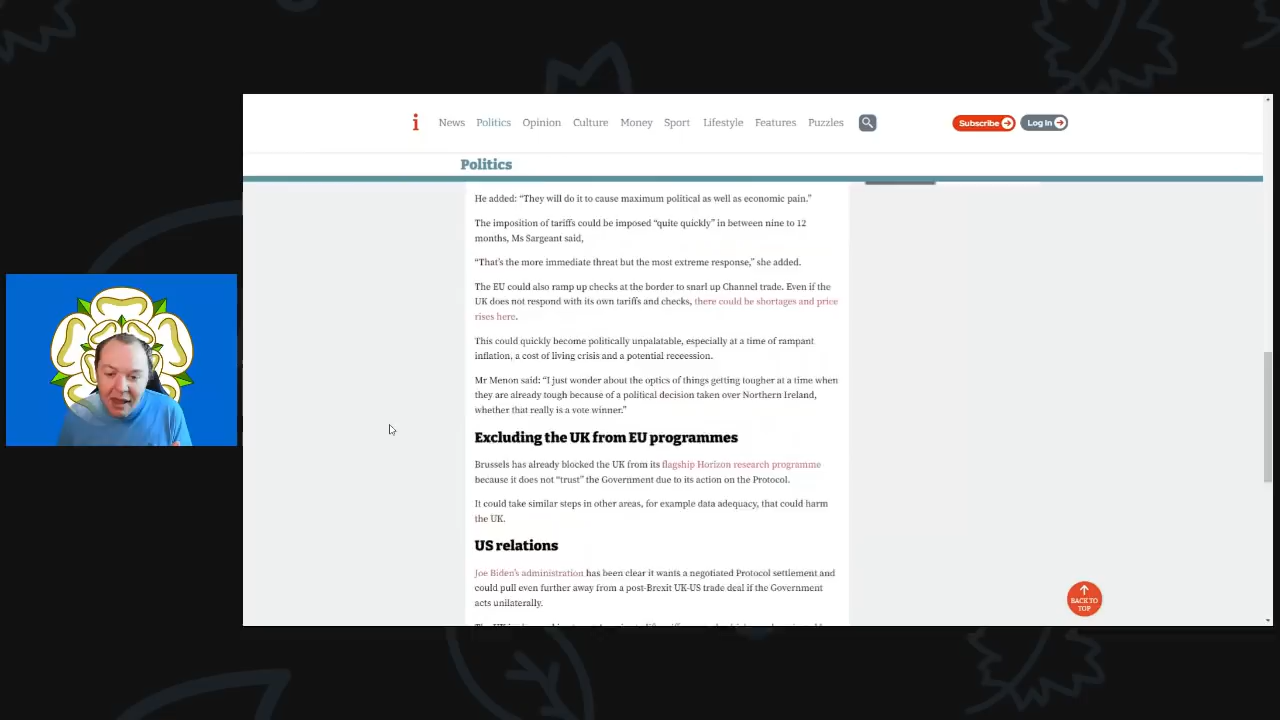 i News Politics Opinion Culture Money Sport Lifestyle Features Puzzles Subscribe Log In
Politics
He added: “They will do it to cause maximum political as well as economic pain.”
The imposition of tariffs could be imposed “quite quickly” in between nine to 12
months, Ms Sargeant said,
“That’s the more immediate threat but the most extreme response,” she added.
The EU could also ramp up checks at the border to snarl up Channel trade. Even if the
UK does not respond with its own tariffs and checks, there could be shortages and price
rises here.
This could quickly become politically unpalatable, especially at a time of rampant
inflation, a cost of living crisis and a potential receession.
Mr Menon said: “I just wonder about the optics of things getting tougher at a time when
they are already tough because of a political decision taken over Northern Ireland,
whether that really is a vote winner.”
Excluding the UK from EU programmes
Brussels has already blocked the UK from its flagship Horizon research programme
because it does not “trust” the Government due to its action on the Protocol.
It could take similar steps in other areas, for example data adequacy, that could harm
the UK.
US relations
Joe Biden’s administration has been clear it wants a negotiated Protocol settlement and
could pull even further away from a post-Brexit UK-US trade deal if the Government
acts unilaterally.
BACK TO
TOP